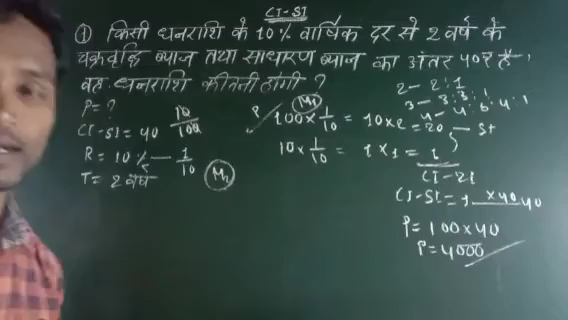 CI-SI
① किसी धनराशि के 10% वार्षिक दर से 2 वर्ष के
चक्रवृद्धि ब्याज तथा साधारण ब्याज का अंतर 40₹ है।
वह धनराशि कीतनी होगी ?
2 - 2 : 1
3 - 3 : 3 : 1
4 - 4 : 6 : 4 : 1
P = ?
CI-SI = 40
10/100
R = 10% - 1/10
T = 2 वर्ष
M1
P 100 × 1/10 = 10×2 = 20 - SI
10 × 1/10 = 1×1 = 1
CI-SI
CI-SI = 1 ×40 40
P = 100×40
P = 4000